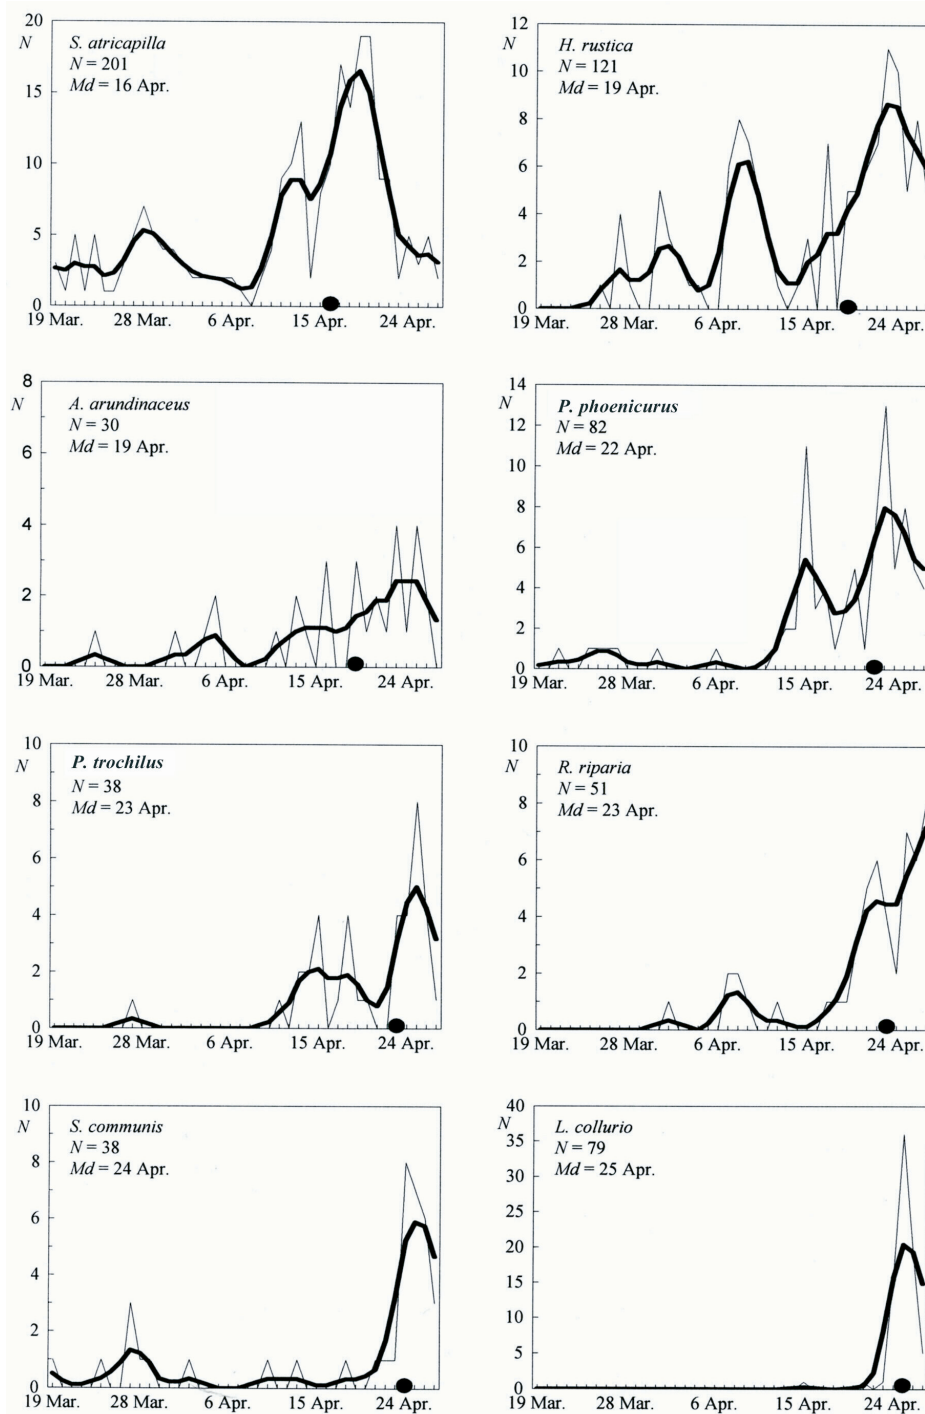 20
N
S. atricapilla
N = 201
Md = 16 Apr.
15
10
5
0
19 Mar. 28 Mar. 6 Apr. 15 Apr. 24 Apr.
12
N
H. rustica
N = 121
Md = 19 Apr.
10
8
6
4
2
0
19 Mar. 28 Mar. 6 Apr. 15 Apr. 24 Apr.
8
N
A. arundinaceus
N = 30
Md = 19 Apr.
6
4
2
0
19 Mar. 28 Mar. 6 Apr. 15 Apr. 24 Apr.
14
N
P. phoenicurus
N = 82
Md = 22 Apr.
12
10
8
6
4
2
0
19 Mar. 28 Mar. 6 Apr. 15 Apr. 24 Apr.
10
N
P. trochilus
N = 38
Md = 23 Apr.
8
6
4
2
0
19 Mar. 28 Mar. 6 Apr. 15 Apr. 24 Apr.
10
N
R. riparia
N = 51
Md = 23 Apr.
8
6
4
2
0
19 Mar. 28 Mar. 6 Apr. 15 Apr. 24 Apr.
10
N
S. communis
N = 38
Md = 24 Apr.
8
6
4
2
0
19 Mar. 28 Mar. 6 Apr. 15 Apr. 24 Apr.
40
N
L. collurio
N = 79
Md = 25 Apr.
35
30
25
20
15
10
5
0
19 Mar. 28 Mar. 6 Apr. 15 Apr. 24 Apr.